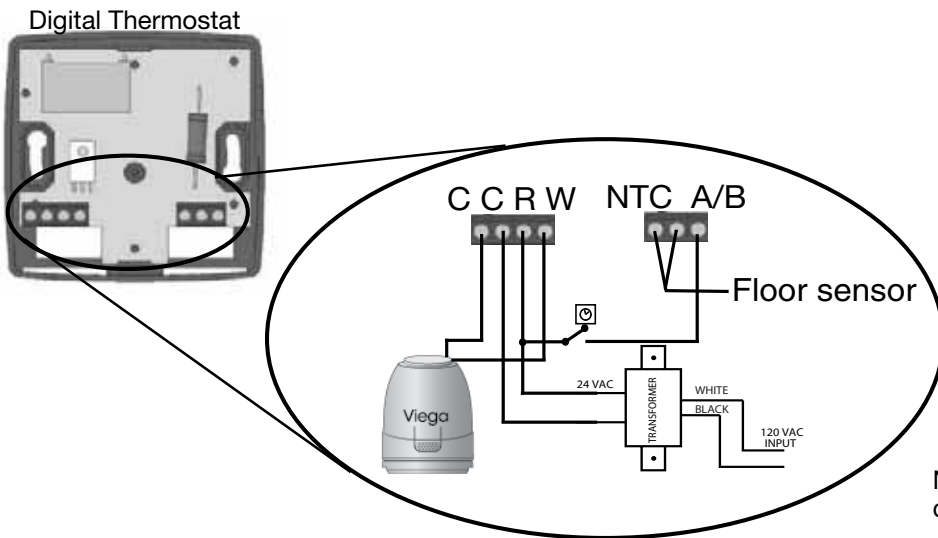 Digital Thermostat
C C R W
NTC A/B
Floor sensor
24 VAC
TRANSFORMER
WHITE
BLACK
120 VAC
INPUT
Viega